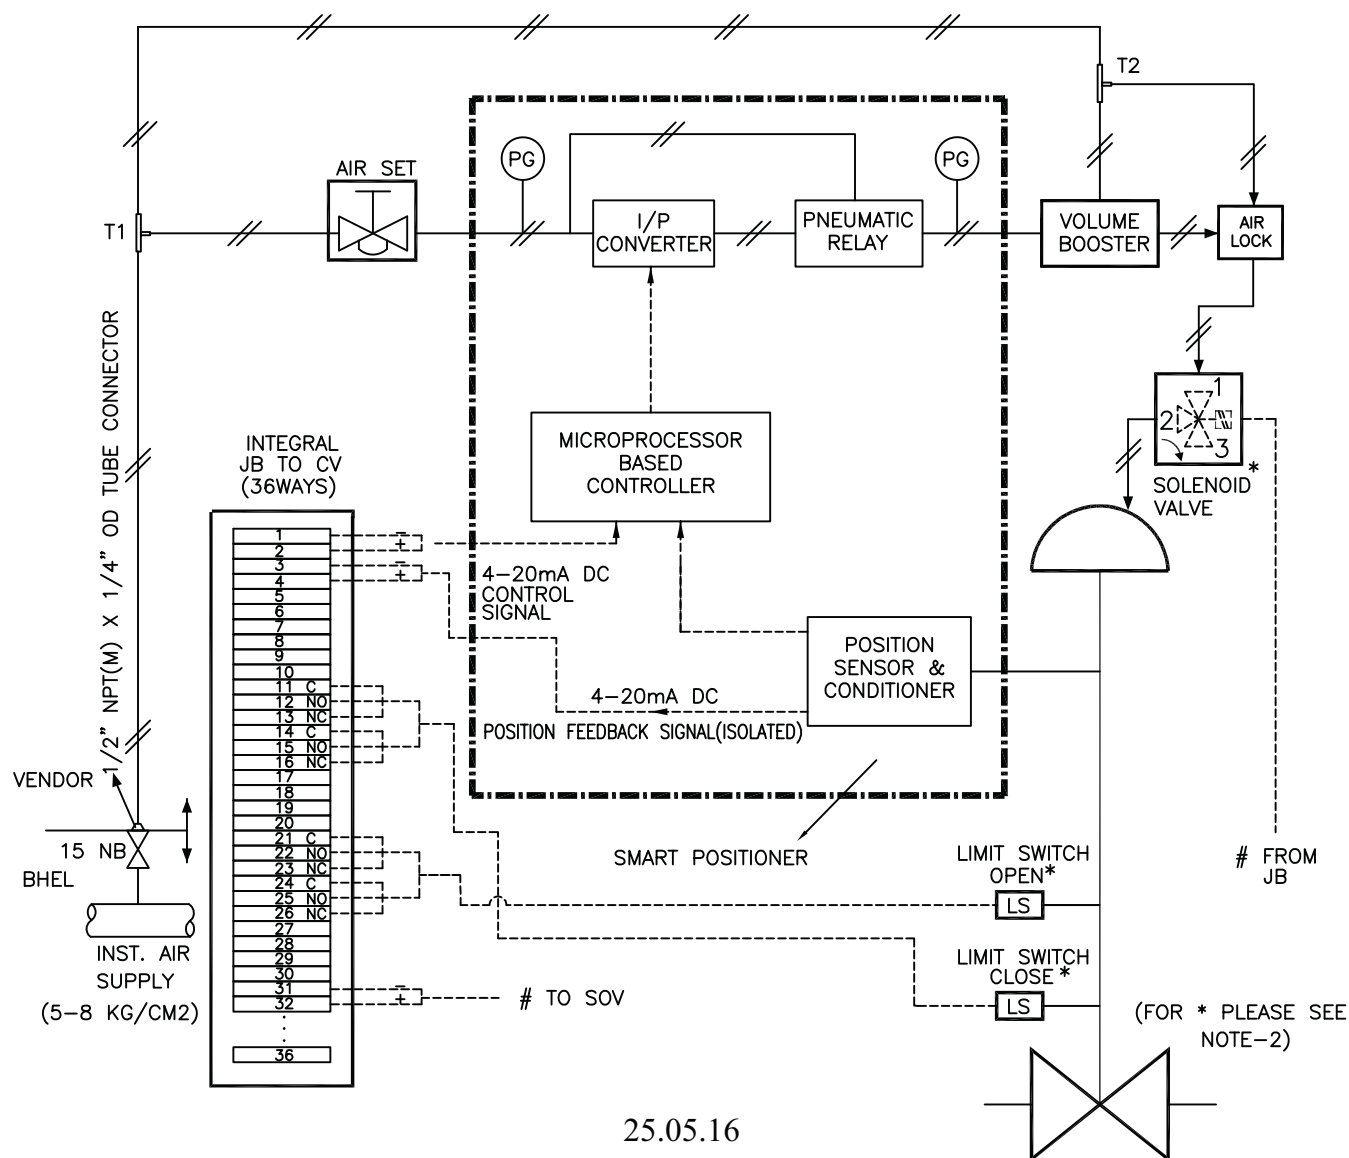 T2
AIR SET
PG
PG
T1
I/P
CONVERTER
PNEUMATIC
RELAY
VOLUME
BOOSTER
AIR
LOCK
1/2" NPT(M) X 1/4" OD TUBE CONNECTOR
1
2
3
SOLENOID *
VALVE
MICROPROCESSOR
BASED
CONTROLLER
INTEGRAL
JB TO CV
(36WAYS)
1 -
2 +
3 -
4 +
5
6
7
8
9
10
11 C
12 NO
13 NC
14 C
15 NO
16 NC
17
18
19
20
21 C
22 NO
23 NC
24 C
25 NO
26 NC
27
28
29
30
31 -
32 +
36
4-20mA DC
CONTROL
SIGNAL
POSITION
SENSOR &
CONDITIONER
4-20mA DC
POSITION FEEDBACK SIGNAL(ISOLATED)
SMART POSITIONER
VENDOR
15 NB
BHEL
INST. AIR
SUPPLY
(5-8 KG/CM2)
# TO SOV
LIMIT SWITCH
OPEN*
LS
LIMIT SWITCH
CLOSE*
LS
# FROM
JB
(FOR * PLEASE SEE
NOTE-2)
25.05.16